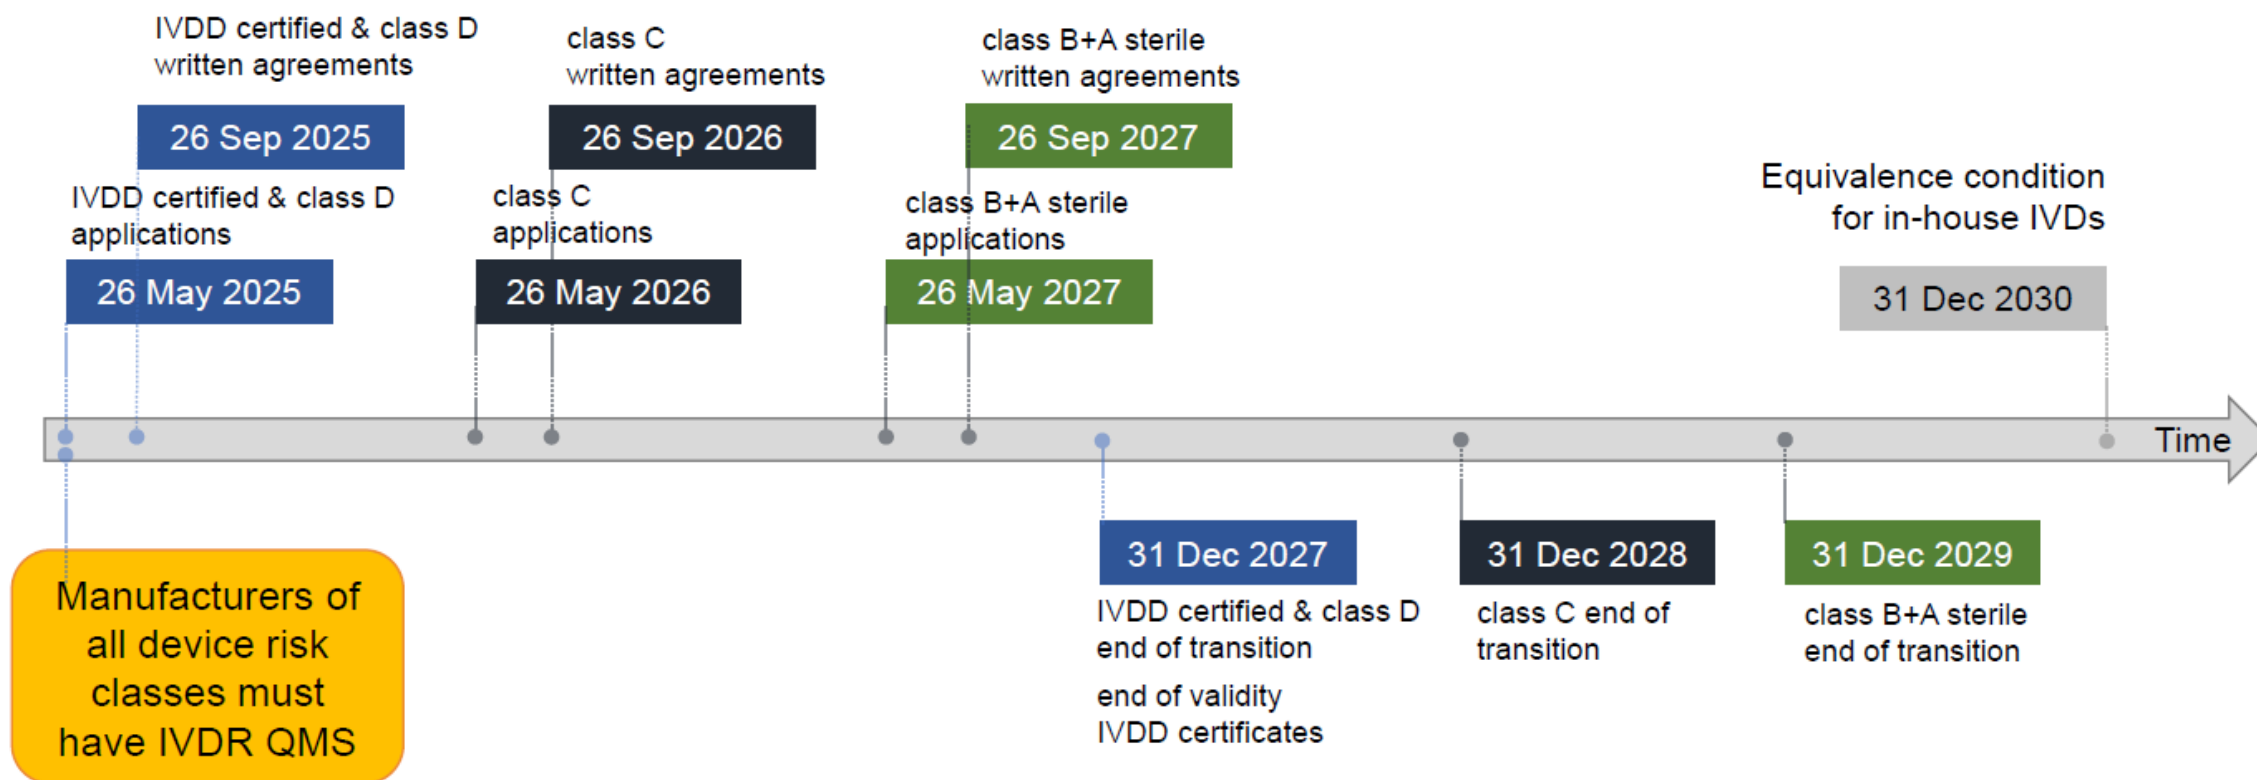 IVDD certified & class D
written agreements
26 Sep 2025
class C
written agreements
26 Sep 2026
class B+A sterile
written agreements
26 Sep 2027
IVDD certified & class D
applications
26 May 2025
class C
applications
26 May 2026
class B+A sterile
applications
26 May 2027
Equivalence condition
for in-house IVDs
31 Dec 2030
Time
Manufacturers of
all device risk
classes must
have IVDR QMS
31 Dec 2027
IVDD certified & class D
end of transition
end of validity
IVDD certificates
31 Dec 2028
class C end of
transition
31 Dec 2029
class B+A sterile
end of transition